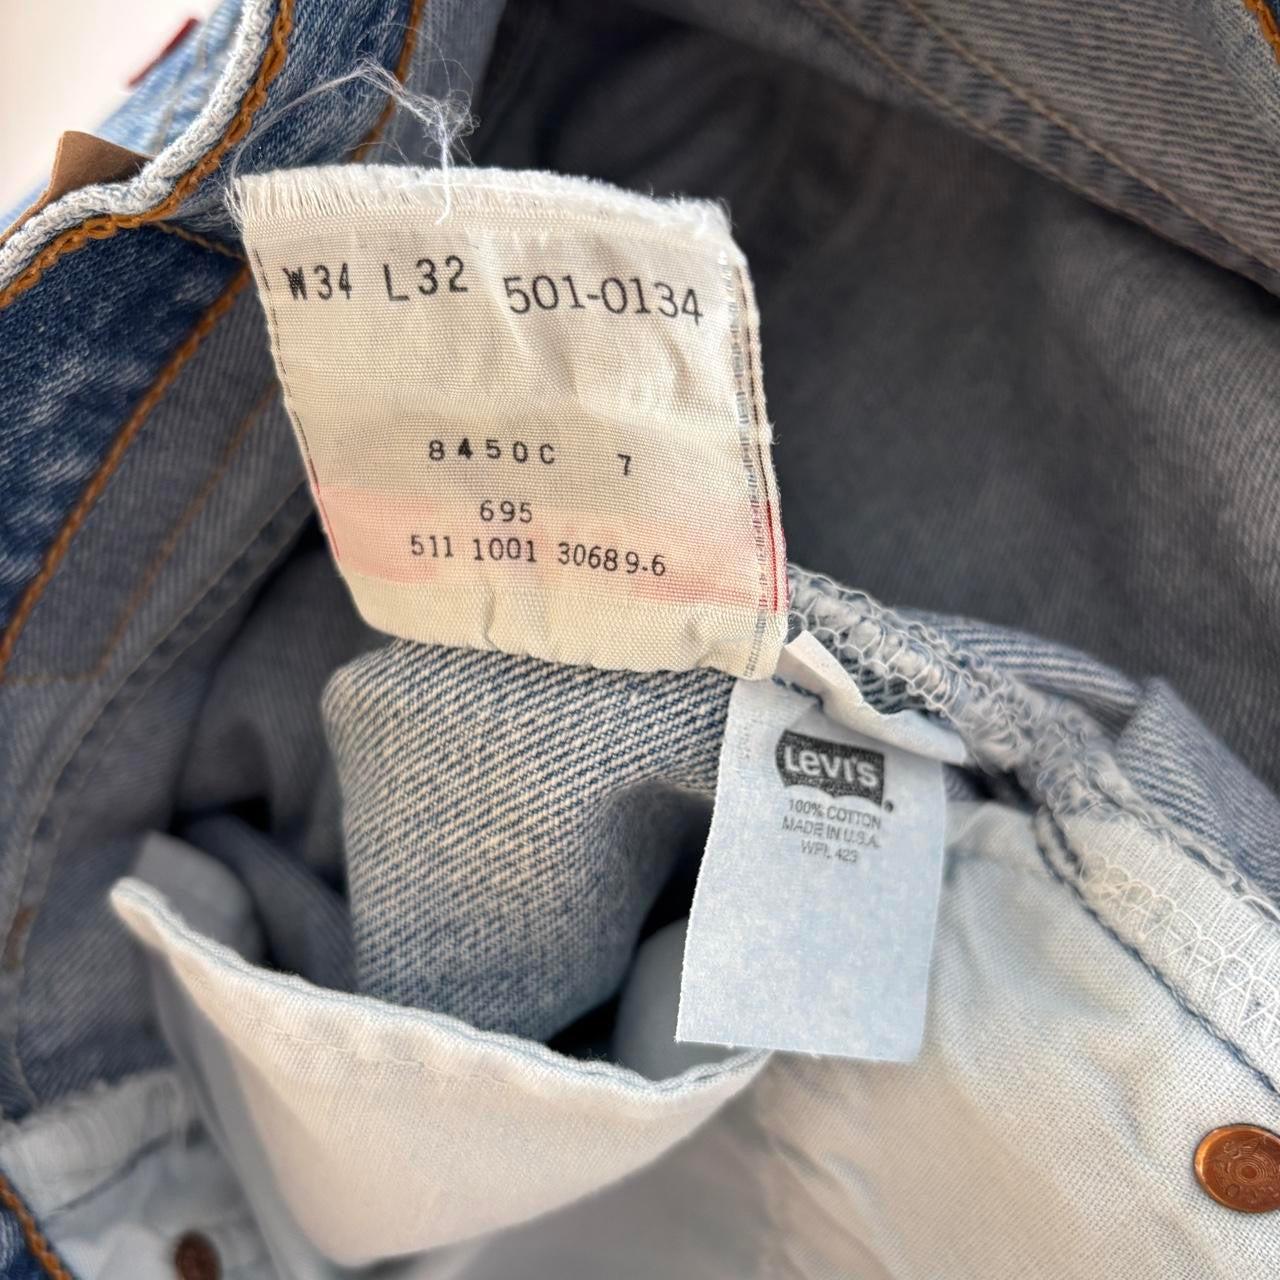 W34 L32 501-0134
8450C 7
695
511 1001 30689-6
LEVI'S
100% COTTON
MADE IN U.S.A.
WPL 423